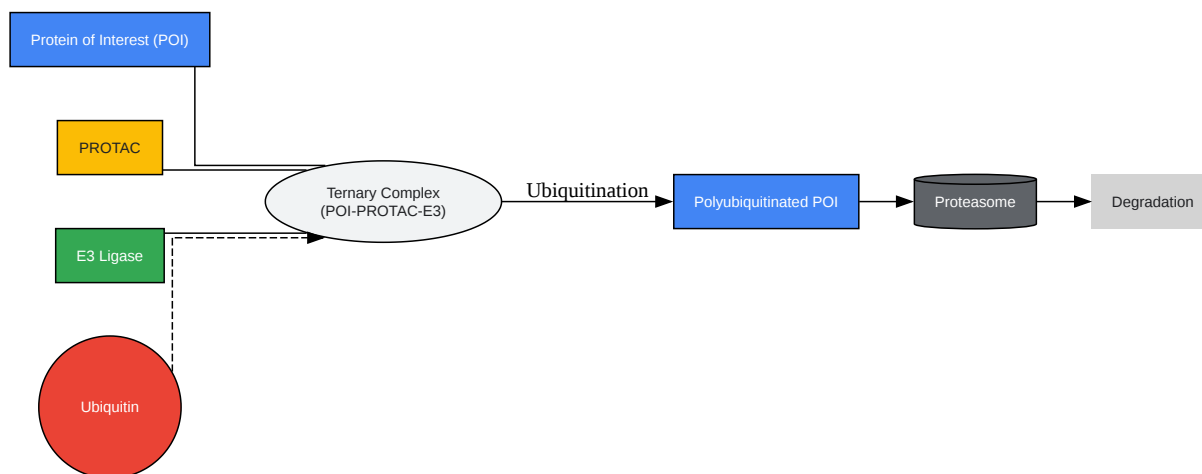 Protein of Interest (POI)
PROTAC
E3 Ligase
Ubiquitin
Ternary Complex
(POI-PROTAC-E3)
Ubiquitination
Polyubiquitinated POI
Proteasome
Degradation